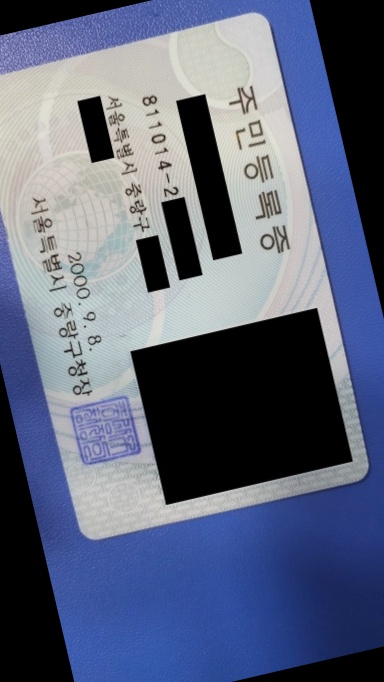 주민등록증
811014-2
서울특별시 중랑구
2000. 9. 8.
서울특별시 중랑구청장